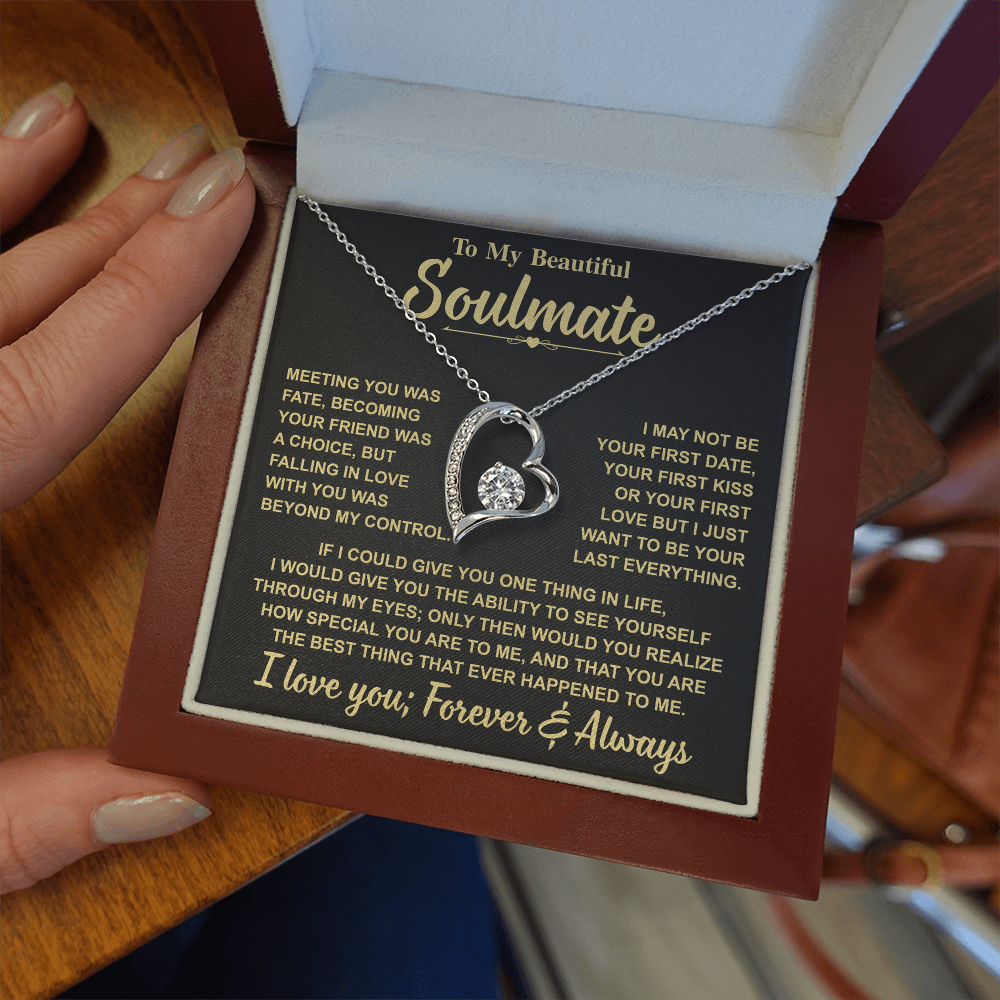 To My Beautiful
Soulmate
MEETING YOU WAS
FATE, BECOMING
YOUR FRIEND WAS
A CHOICE, BUT
FALLING IN LOVE
WITH YOU WAS
BEYOND MY CONTROL.
I MAY NOT BE
YOUR FIRST DATE,
YOUR FIRST KISS
OR YOUR FIRST
LOVE BUT I JUST
WANT TO BE YOUR
LAST EVERYTHING.
IF I COULD GIVE YOU ONE THING IN LIFE,
I WOULD GIVE YOU THE ABILITY TO SEE YOURSELF
THROUGH MY EYES; ONLY THEN WOULD YOU REALIZE
HOW SPECIAL YOU ARE TO ME, AND THAT YOU ARE
THE BEST THING THAT EVER HAPPENED TO ME.
I love you; Forever & Always